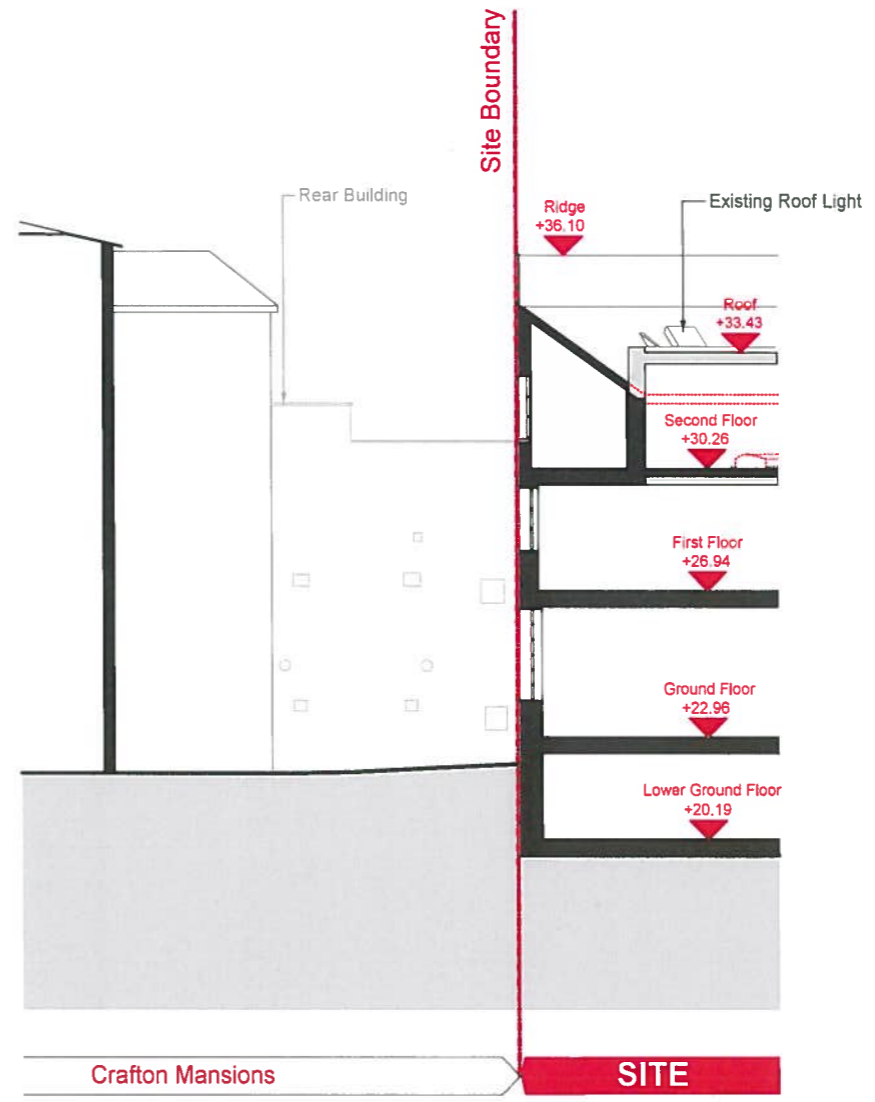 Site Boundary
Rear Building
Ridge
+36.10
Existing Roof Light
Roof
+33.43
Second Floor
+30.26
First Floor
+26.94
Ground Floor
+22.96
Lower Ground Floor
+20.19
Crafton Mansions
SITE